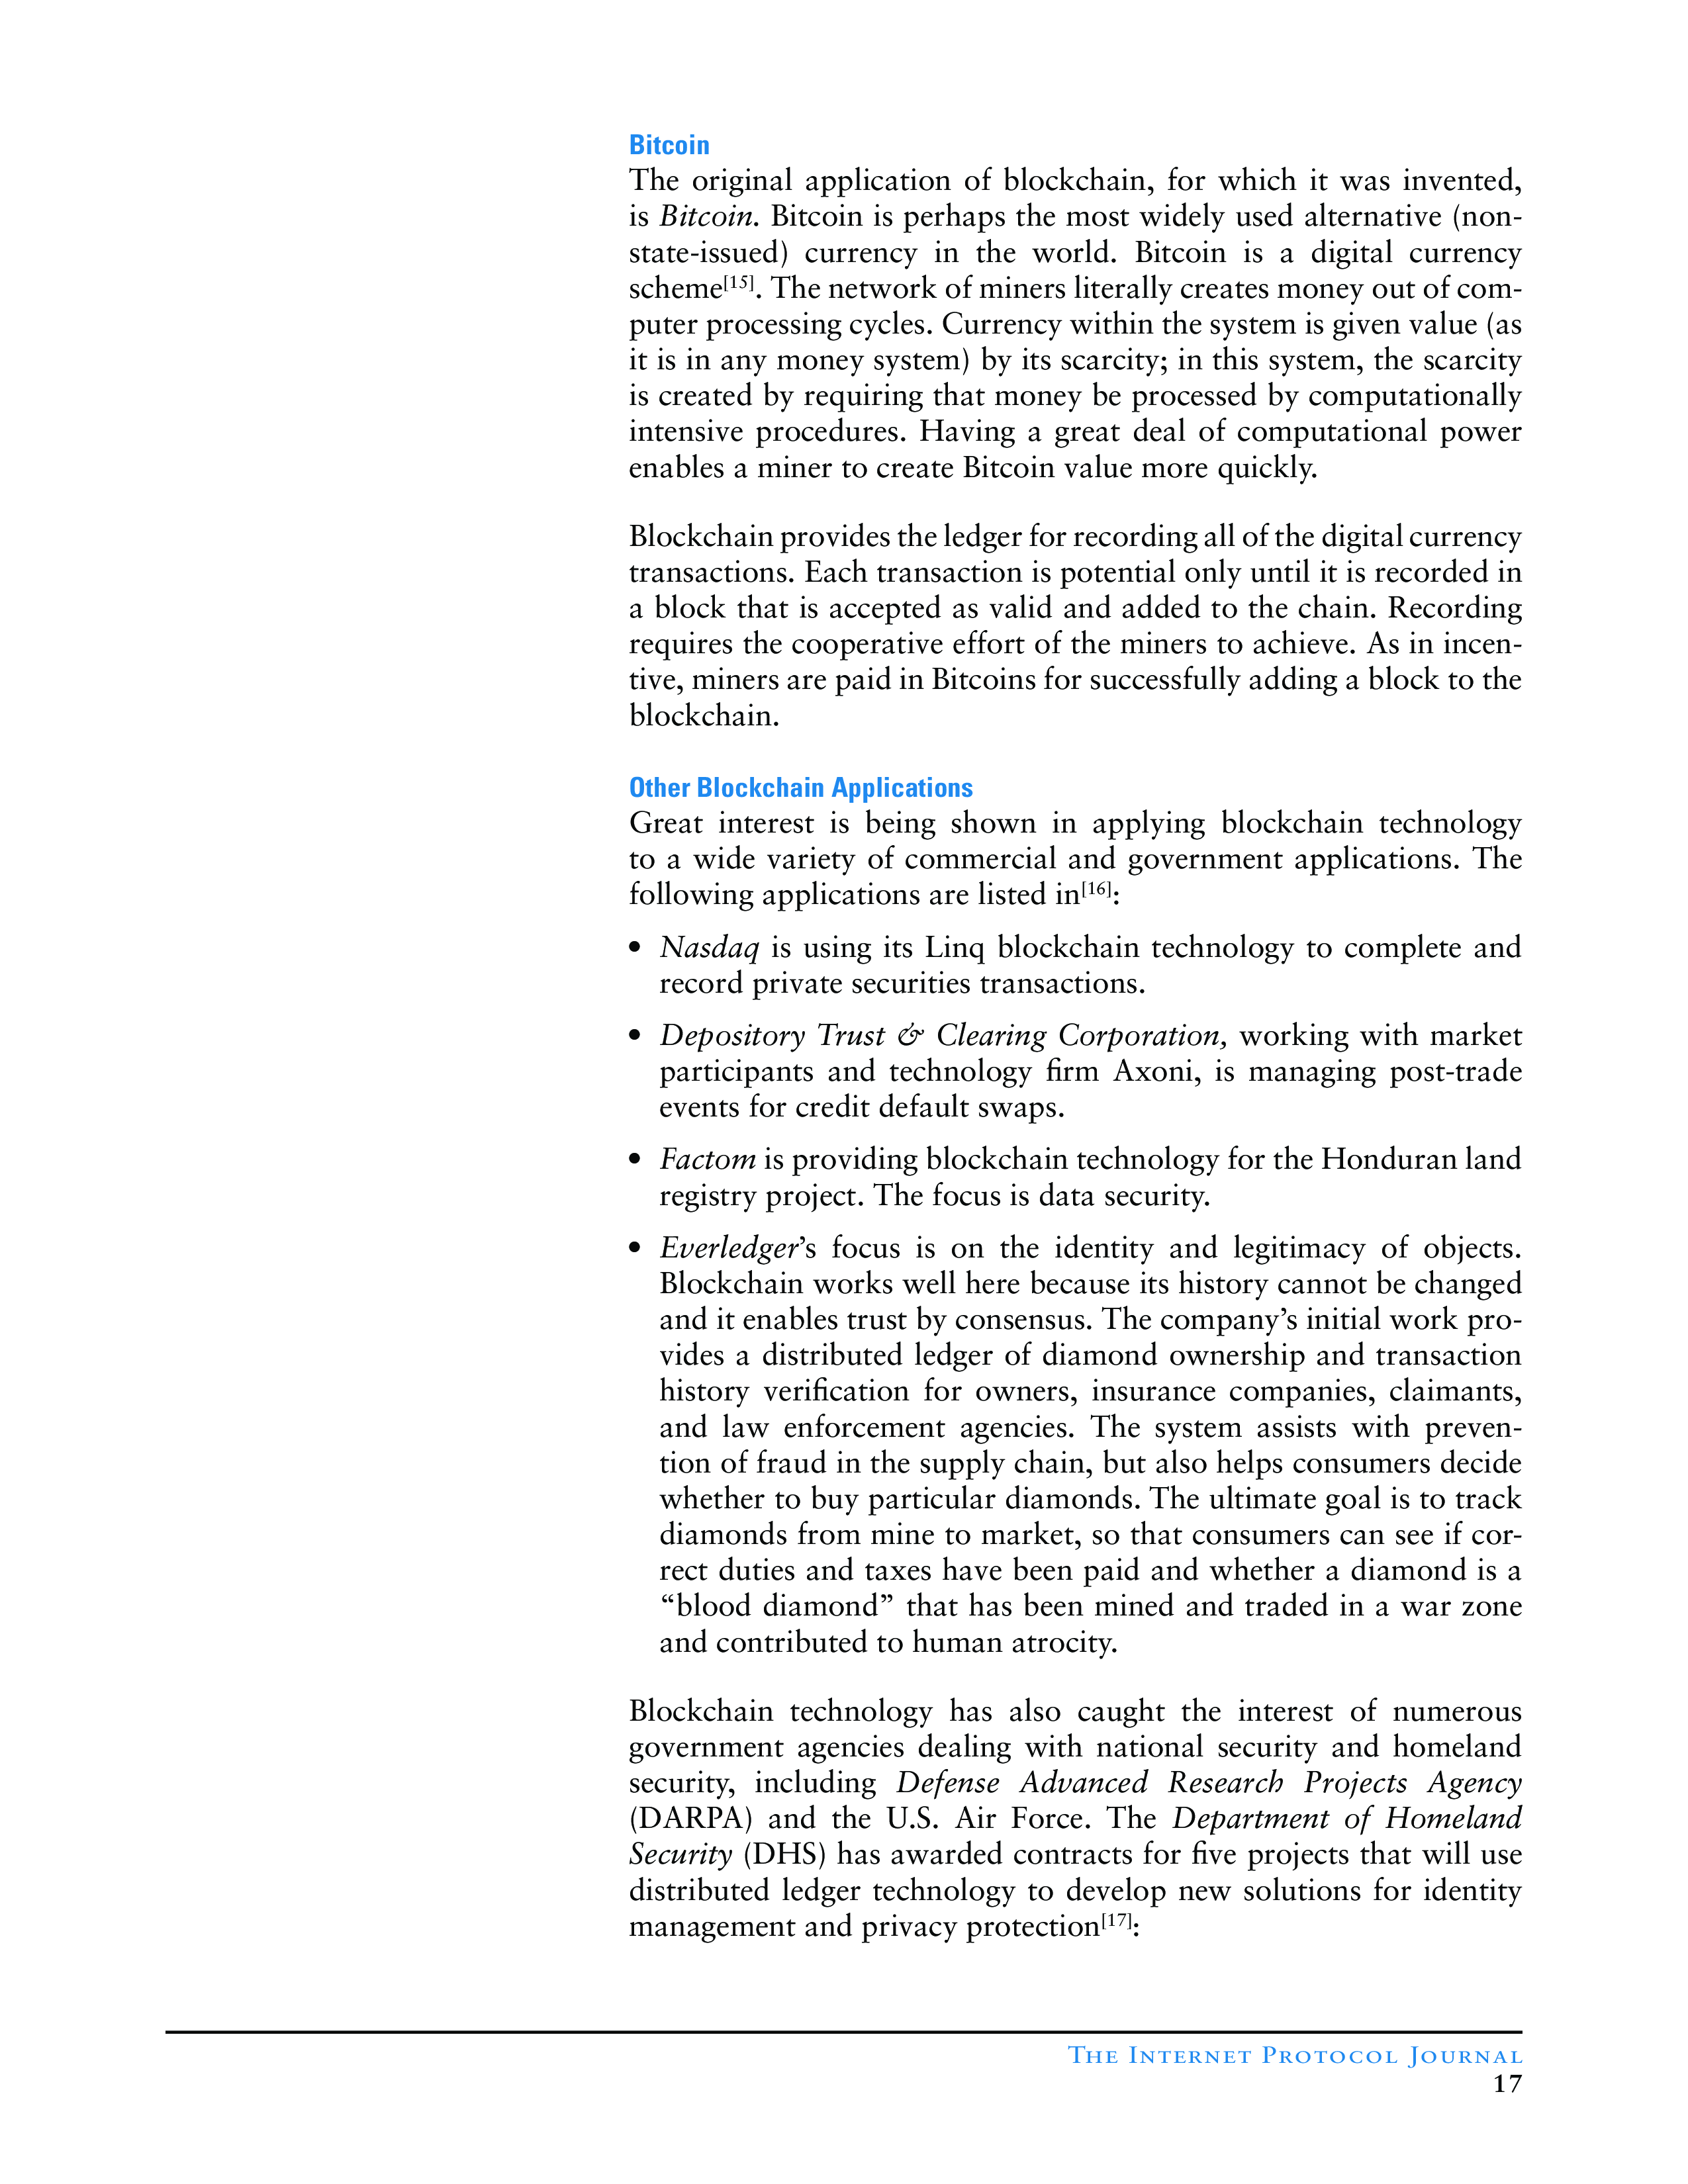 Bitcoin
The original application of blockchain, for which it was invented,
is Bitcoin. Bitcoin is perhaps the most widely used alternative (non-
state-issued) currency in the world. Bitcoin is a digital currency
scheme[15]. The network of miners literally creates money out of com-
puter processing cycles. Currency within the system is given value (as
it is in any money system) by its scarcity; in this system, the scarcity
is created by requiring that money be processed by computationally
intensive procedures. Having a great deal of computational power
enables a miner to create Bitcoin value more quickly.
Blockchain provides the ledger for recording all of the digital currency
transactions. Each transaction is potential only until it is recorded in
a block that is accepted as valid and added to the chain. Recording
requires the cooperative effort of the miners to achieve. As in incen-
tive, miners are paid in Bitcoins for successfully adding a block to the
blockchain.
Other Blockchain Applications
Great interest is being shown in applying blockchain technology
to a wide variety of commercial and government applications. The
following applications are listed in[16]:
• Nasdaq is using its Linq blockchain technology to complete and
record private securities transactions.
• Depository Trust & Clearing Corporation, working with market
participants and technology firm Axoni, is managing post-trade
events for credit default swaps.
• Factom is providing blockchain technology for the Honduran land
registry project. The focus is data security.
• Everledger’s focus is on the identity and legitimacy of objects.
Blockchain works well here because its history cannot be changed
and it enables trust by consensus. The company’s initial work pro-
vides a distributed ledger of diamond ownership and transaction
history verification for owners, insurance companies, claimants,
and law enforcement agencies. The system assists with preven-
tion of fraud in the supply chain, but also helps consumers decide
whether to buy particular diamonds. The ultimate goal is to track
diamonds from mine to market, so that consumers can see if cor-
rect duties and taxes have been paid and whether a diamond is a
“blood diamond” that has been mined and traded in a war zone
and contributed to human atrocity.
Blockchain technology has also caught the interest of numerous
government agencies dealing with national security and homeland
security, including Defense Advanced Research Projects Agency
(DARPA) and the U.S. Air Force. The Department of Homeland
Security (DHS) has awarded contracts for five projects that will use
distributed ledger technology to develop new solutions for identity
management and privacy protection[17]:
The Internet Protocol Journal
17